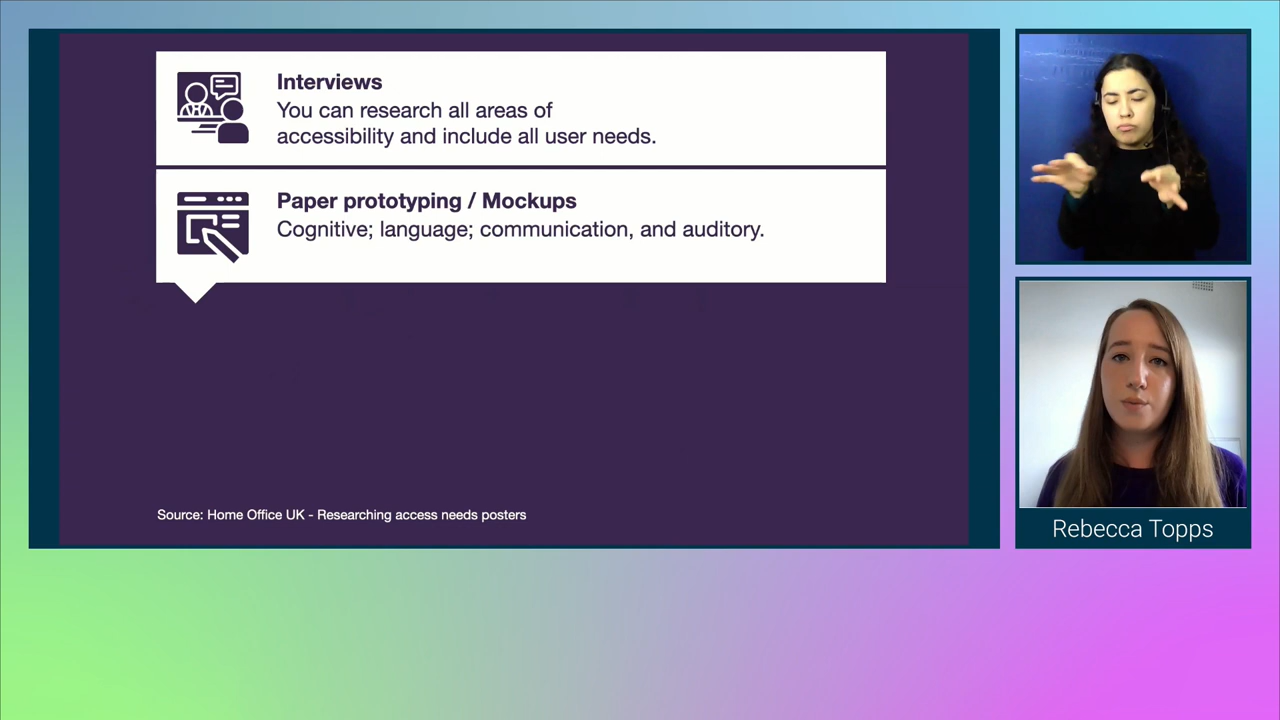 Interviews
You can research all areas of
accessibility and include all user needs.
Paper prototyping / Mockups
Cognitive; language; communication, and auditory.
Source: Home Office UK - Researching access needs posters
Rebecca Topps